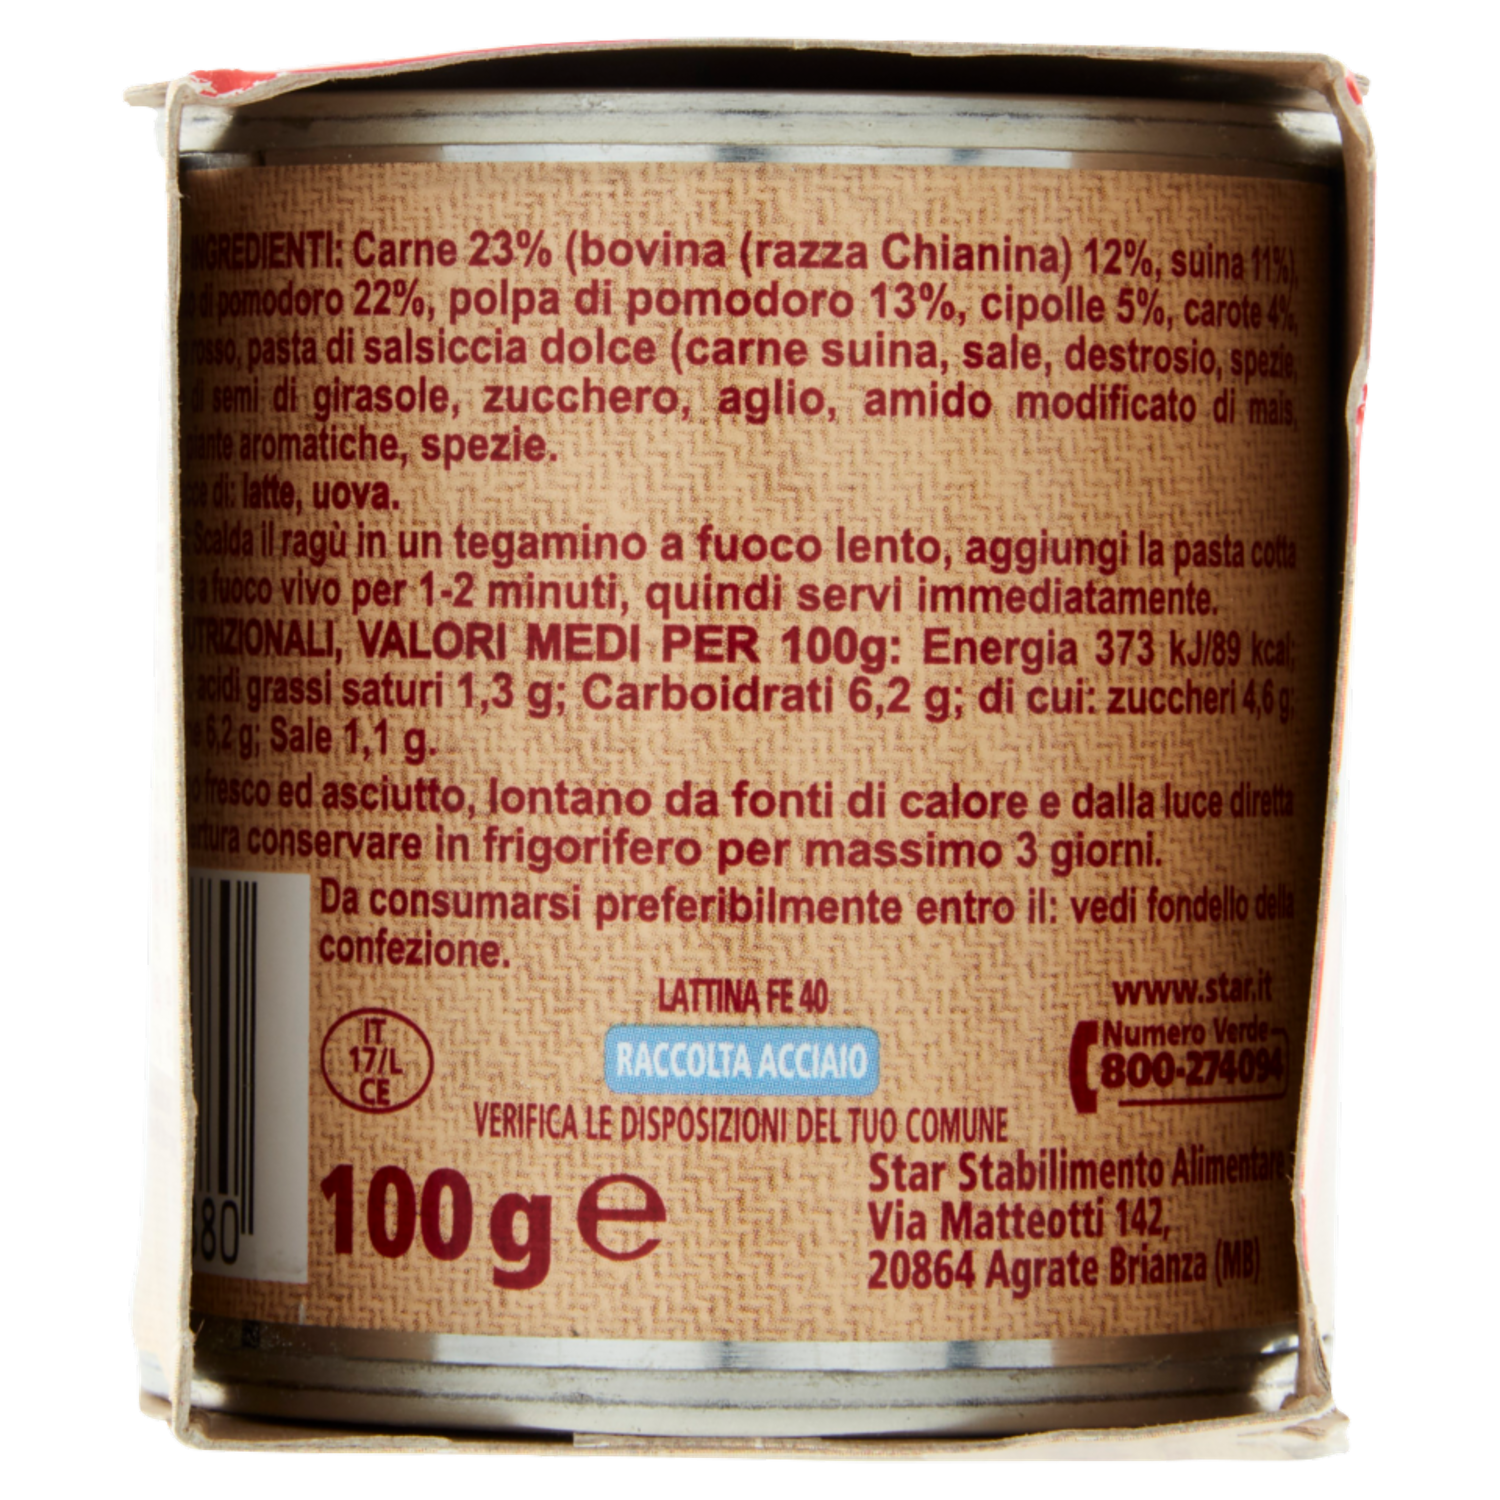 INGREDIENTI: Carne 23% (bovina (razza Chianina) 12%, suina 11%),
di pomodoro 22%, polpa di pomodoro 13%, cipolle 5%, carote 4%,
pasta di salsiccia dolce (carne suina, sale, destrosio, spezie,
di semi di girasole, zucchero, aglio, amido modificato di mais,
aromatiche, spezie.
di: latte, uova.
Scalda il ragù in un tegamino a fuoco lento, aggiungi la pasta cotta
a fuoco vivo per 1-2 minuti, quindi servi immediatamente.
TRIZIONALI, VALORI MEDI PER 100g: Energia 373 kJ/89 kcal;
acidi grassi saturi 1,3 g; Carboidrati 6,2 g; di cui: zuccheri 4,6 g;
6,2 g; Sale 1,1 g.
fresco ed asciutto, lontano da fonti di calore e dalla luce diretta
rtura conservare in frigorifero per massimo 3 giorni.
Da consumarsi preferibilmente entro il: vedi fondello della
confezione.
LATTINA FE 40
RACCOLTA ACCIAIO
VERIFICA LE DISPOSIZIONI DEL TUO COMUNE
www.star.it
Numero Verde
800-274094
IT
17/L
CE
100 g e
Star Stabilimento Alimentare
Via Matteotti 142,
20864 Agrate Brianza (MB)
80